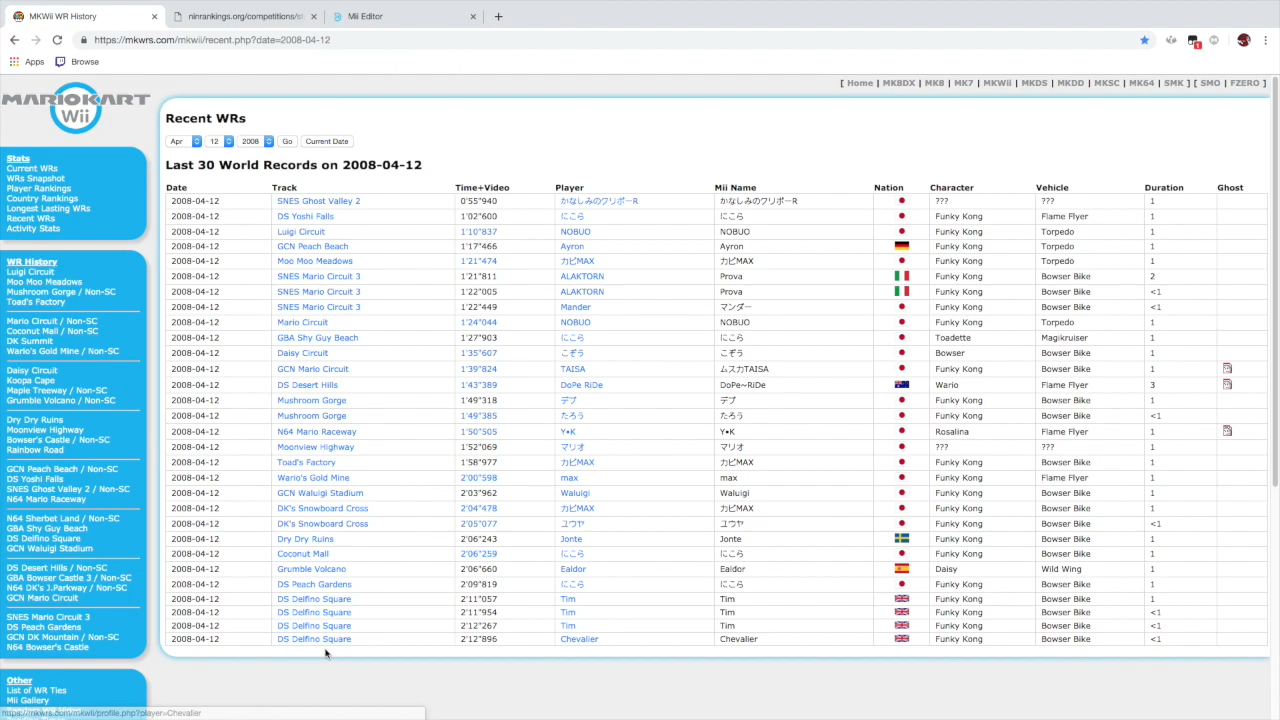 MKWii WR History
ninrankings.org/competitions/st
Mii Editor
https://mkwrs.com/mkwii/recent.php?date=2008-04-12
1
Apps
Browse
[ Home | MK8DX | MK8 | MK7 | MKWii | MKDS | MKDD | MKSC | MK64 | SMK ] [ SMO | FZERO ]
MARIOKART
Wii
Stats
Current WRs
WRs Snapshot
Player Rankings
Country Rankings
Longest Lasting WRs
Recent WRs
Activity Stats
WR History
Luigi Circuit
Moo Moo Meadows
Mushroom Gorge / Non-SC
Toad's Factory
Mario Circuit / Non-SC
Coconut Mall / Non-SC
DK Summit
Wario's Gold Mine / Non-SC
Daisy Circuit
Koopa Cape
Maple Treeway / Non-SC
Grumble Volcano / Non-SC
Dry Dry Ruins
Moonview Highway
Bowser's Castle / Non-SC
Rainbow Road
GCN Peach Beach / Non-SC
DS Yoshi Falls
SNES Ghost Valley 2 / Non-SC
N64 Mario Raceway
N64 Sherbet Land / Non-SC
GBA Shy Guy Beach
DS Delfino Square
GCN Waluigi Stadium
DS Desert Hills / Non-SC
GBA Bowser Castle 3 / Non-SC
N64 DK's J.Parkway / Non-SC
GCN Mario Circuit
SNES Mario Circuit 3
DS Peach Gardens
GCN DK Mountain / Non-SC
N64 Bowser's Castle
Other
List of WR Ties
Mii Gallery
Recent WRs
Apr 12 2008 Go Current Date
Last 30 World Records on 2008-04-12
Date Track Time+Video Player Mii Name Nation Character Vehicle Duration Ghost
2008-04-12 SNES Ghost Valley 2 0'55"940 かなしみのフリポーR かなしみのフリポーR ??? ??? 1
2008-04-12 DS Yoshi Falls 1'02"600 にこら にこら Funky Kong Flame Flyer 1
2008-04-12 Luigi Circuit 1'10"837 NOBUO NOBUO Funky Kong Torpedo 1
2008-04-12 GCN Peach Beach 1'17"466 Ayron Ayron Funky Kong Torpedo 1
2008-04-12 Moo Moo Meadows 1'21"474 カピMAX カピMAX Funky Kong Torpedo 1
2008-04-12 SNES Mario Circuit 3 1'21"811 ALAKTORN Prova Funky Kong Bowser Bike 2
2008-04-12 SNES Mario Circuit 3 1'22"005 ALAKTORN Prova Funky Kong Bowser Bike <1
2008-04-12 SNES Mario Circuit 3 1'22"449 Mander マンダー Funky Kong Bowser Bike <1
2008-04-12 Mario Circuit 1'24"044 NOBUO NOBUO Funky Kong Torpedo 1
2008-04-12 GBA Shy Guy Beach 1'27"903 にこら にこら Toadette Magikruiser 1
2008-04-12 Daisy Circuit 1'35"607 こぞう こぞう Bowser Bowser Bike 1
2008-04-12 GCN Mario Circuit 1'39"824 TAISA ムスカTAISA Funky Kong Bowser Bike 1
2008-04-12 DS Desert Hills 1'43"389 DoPe RiDe DoPe~RiDe Wario Flame Flyer 3
2008-04-12 Mushroom Gorge 1'49"318 デブ デブ Funky Kong Bowser Bike 1
2008-04-12 Mushroom Gorge 1'49"385 たろう たろう Funky Kong Bowser Bike <1
2008-04-12 N64 Mario Raceway 1'50"505 Y•K Y•K Rosalina Flame Flyer 1
2008-04-12 Moonview Highway 1'52"069 マリオ マリオ ??? ??? 1
2008-04-12 Toad's Factory 1'58"977 カピMAX カピMAX Funky Kong Bowser Bike 1
2008-04-12 Wario's Gold Mine 2'00"598 max max Funky Kong Flame Flyer 1
2008-04-12 GCN Waluigi Stadium 2'03"962 Waluigi Waluigi Funky Kong Bowser Bike 1
2008-04-12 DK's Snowboard Cross 2'04"478 カピMAX カピMAX Funky Kong Bowser Bike 1
2008-04-12 DK's Snowboard Cross 2'05"077 ユウヤ ユウヤ Funky Kong Bowser Bike <1
2008-04-12 Dry Dry Ruins 2'06"243 Jonte Jonte Funky Kong Bowser Bike 1
2008-04-12 Coconut Mall 2'06"259 にこら にこら Funky Kong Bowser Bike 1
2008-04-12 Grumble Volcano 2'06"660 Ealdor Ealdor Daisy Wild Wing 1
2008-04-12 DS Peach Gardens 2'09"819 にこら にこら Funky Kong Bowser Bike 1
2008-04-12 DS Delfino Square 2'11"057 Tim Tim Funky Kong Bowser Bike 1
2008-04-12 DS Delfino Square 2'11"954 Tim Tim Funky Kong Bowser Bike <1
2008-04-12 DS Delfino Square 2'12"267 Tim Tim Funky Kong Bowser Bike <1
2008-04-12 DS Delfino Square 2'12"896 Chevalier Chevalier Funky Kong Bowser Bike <1
https://mkwrs.com/mkwii/profile.php?player=Chevalier